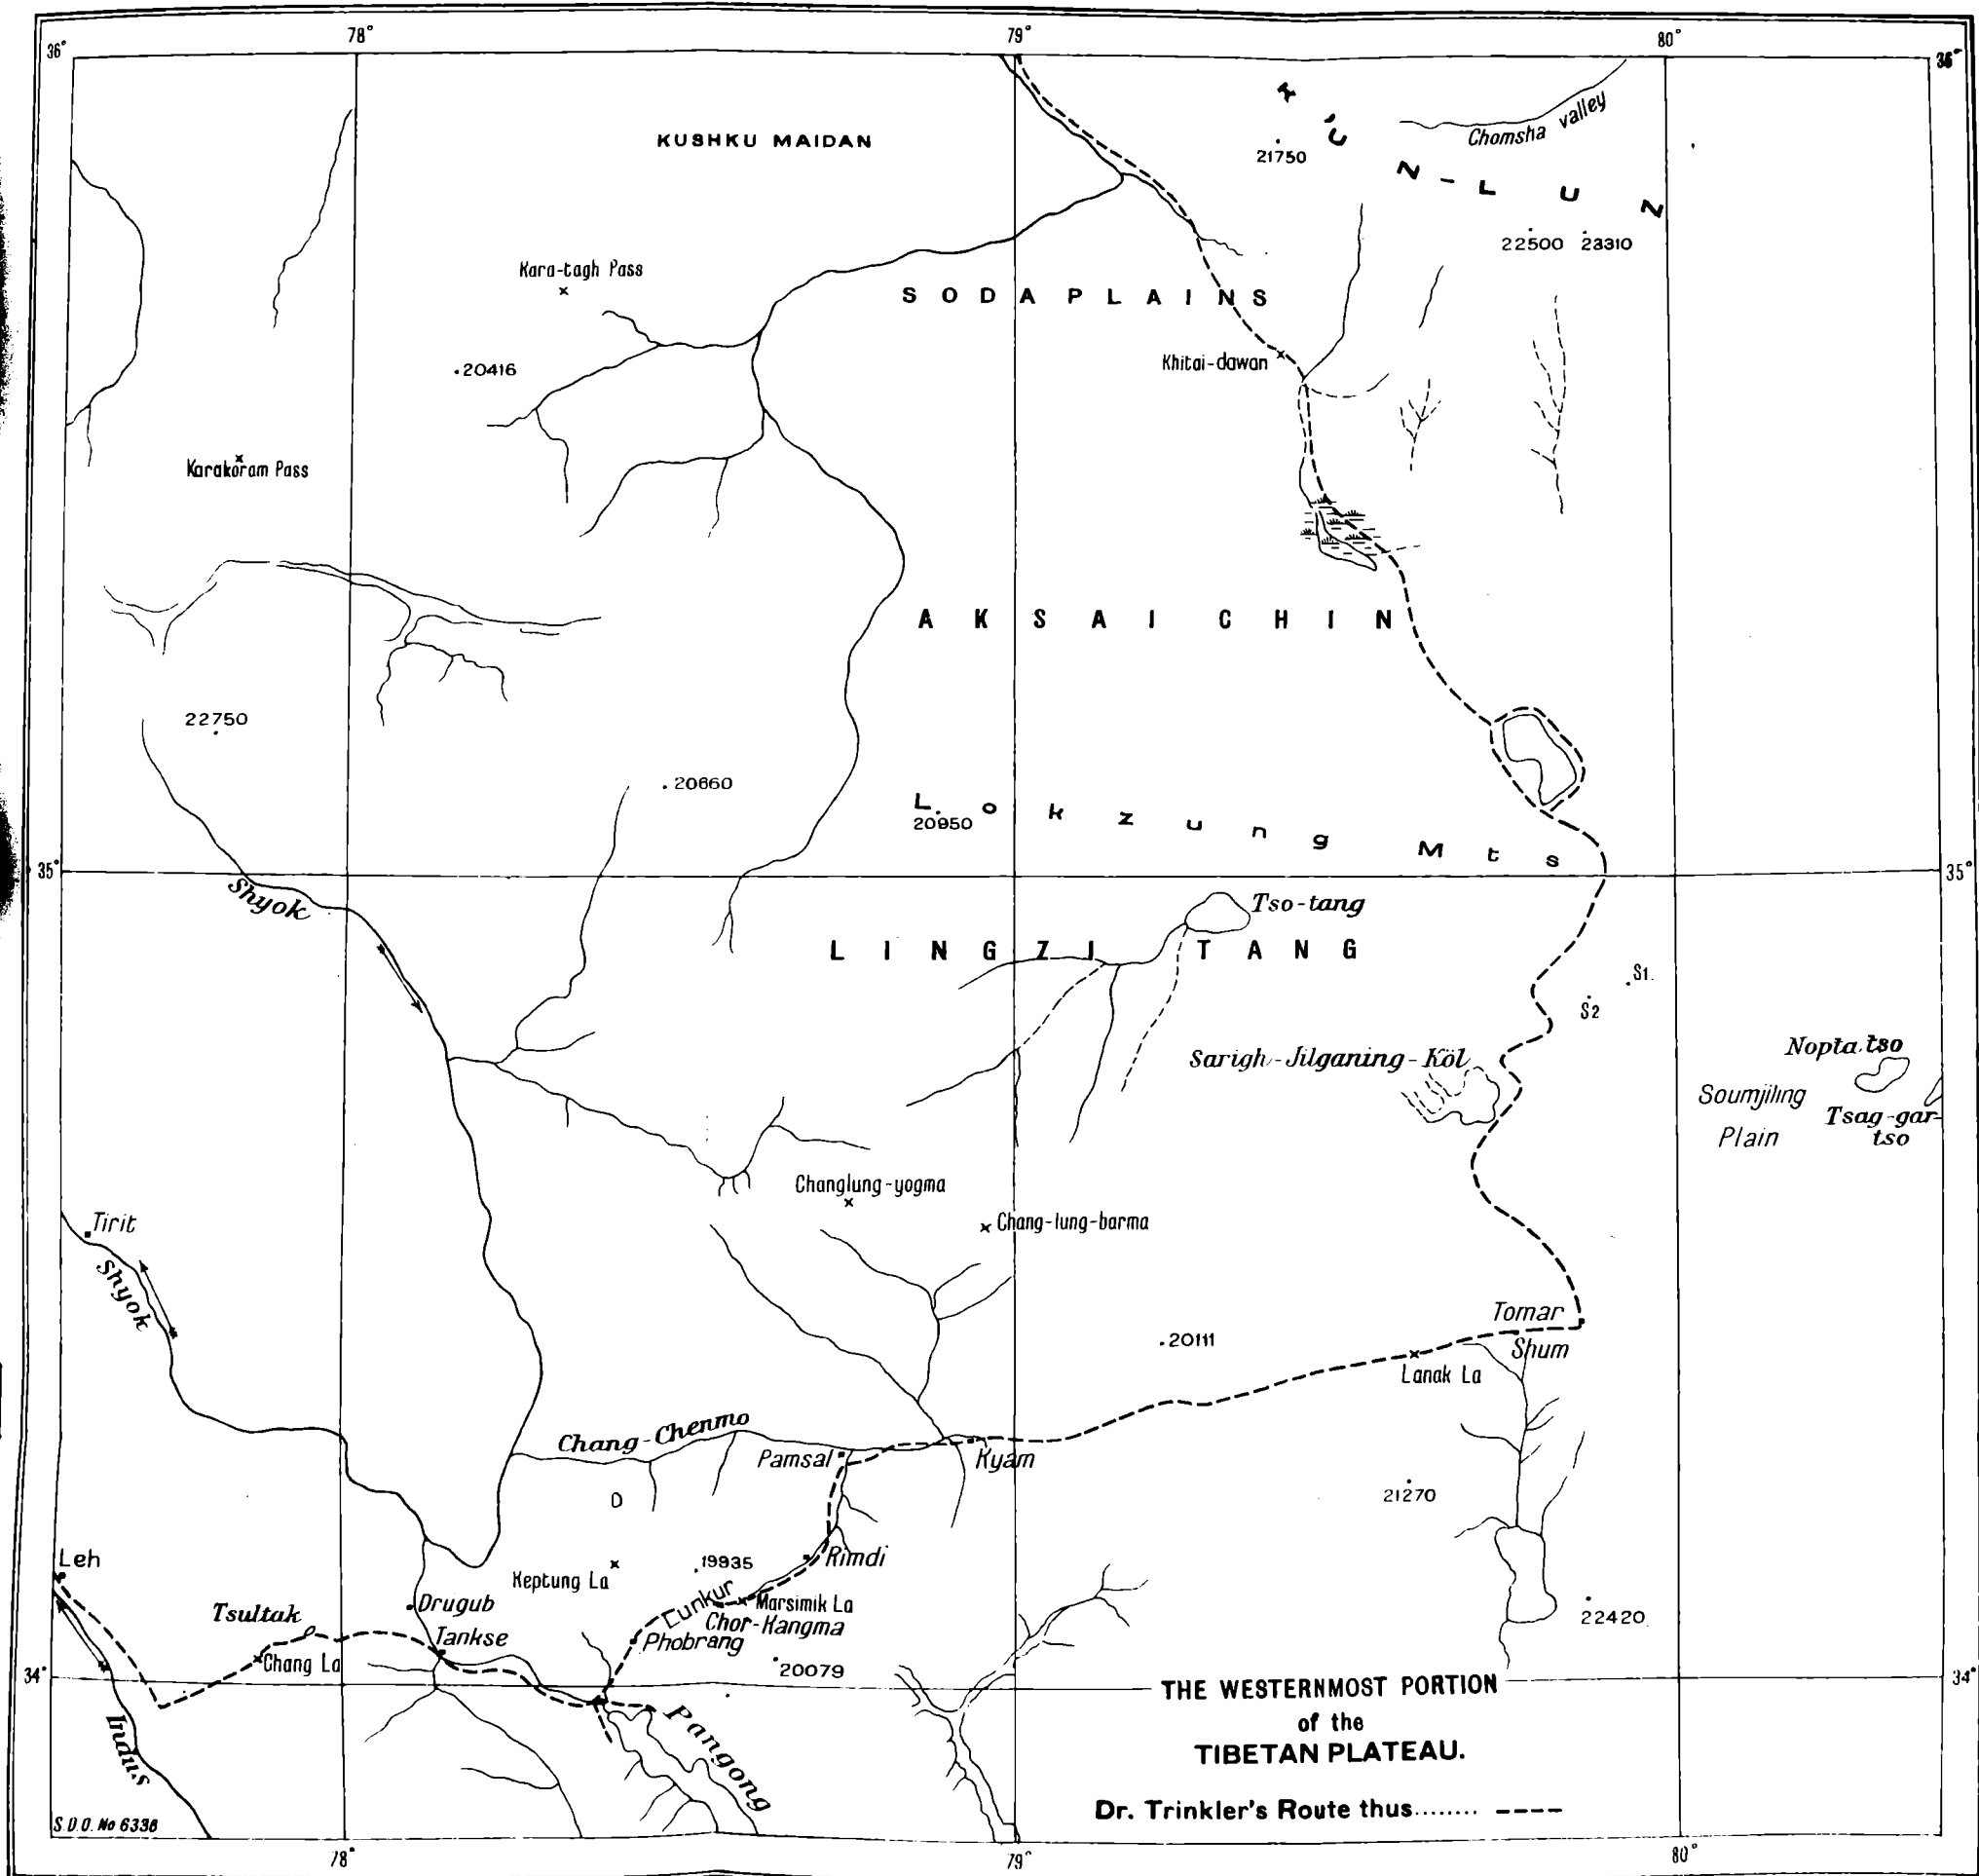 78°
79°
80°
36°
36°
KUSHKU MAIDAN
Chomsha valley
21750
K'UN-LUN
22500
23310
Kara-tagh Pass
SODA PLAINS
Khitai-dawan
.20416
Karakoram Pass
AKSAI CHIN
22750
.20660
Lokzung Mts
20950
35°
35°
Shyok
Tso-tang
LINGZI TANG
S1.
S2
Sarigh-Jilganing-Köl
Nopta tso
Soumjiling
Plain
Tsag-gar-
tso
Changlung-yogma
Chang-lung-barma
Tirit
Shyok
Tomar
Shum
.20111
Lanak La
Chang-Chenmo
Pamsal
Kyam
21270
Leh
Keptung La
.19935
Rimdi
Drugub
Lunkur
Marsimik La
Chor-Kangma
Tsultak
Tankse
Phobrang
22420
Chang La
20079
34°
34°
Indus
Pangong
THE WESTERNMOST PORTION
of the
TIBETAN PLATEAU.
Dr. Trinkler's Route thus........
S.D.O. No 6336
78°
79°
80°